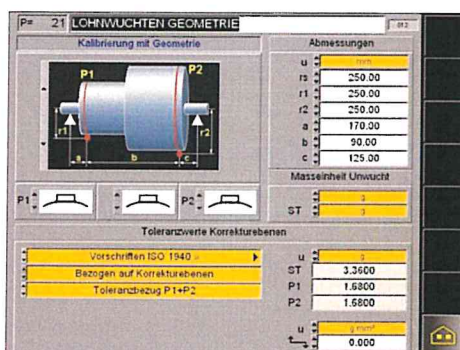 P= 21 LOHNWUCHTEN GEOMETRIE
Kalibrierung mit Geometrie
P1 P2
r1 r2
a b c
P1 P2
Abmessungen
u mm
rs 250.00
r1 250.00
r2 250.00
a 170.00
b 90.00
c 125.00
Masseinheit Unwucht
g
ST g
Toleranzwerte Korrekturebenen
Vorschriften ISO 1940
Bezogen auf Korrekturebenen
Toleranzbezug P1+P2
u g
ST 3.3600
P1 1.6800
P2 1.6800
u g mm²
0.000